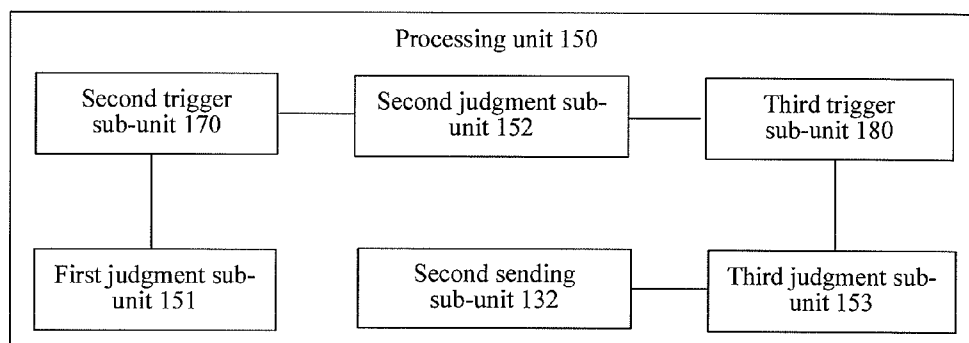 Processing unit 150
Second trigger
sub-unit 170
Second judgment sub-
unit 152
Third trigger
sub-unit 180
First judgment sub-
unit 151
Second sending
sub-unit 132
Third judgment sub-
unit 153